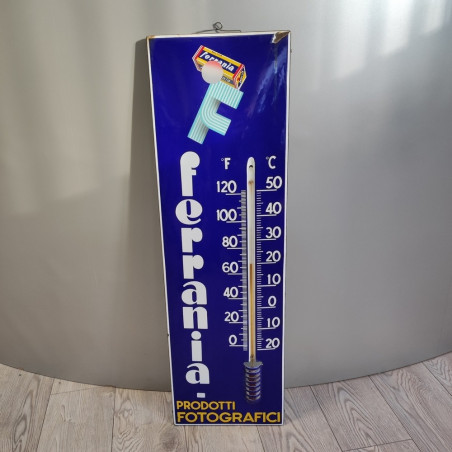 ferrania
F
ferrania
°F °C
120 50
100 40
80 30
60 20
40 10
20 0
0 10
20
PRODOTTI
FOTOGRAFICI